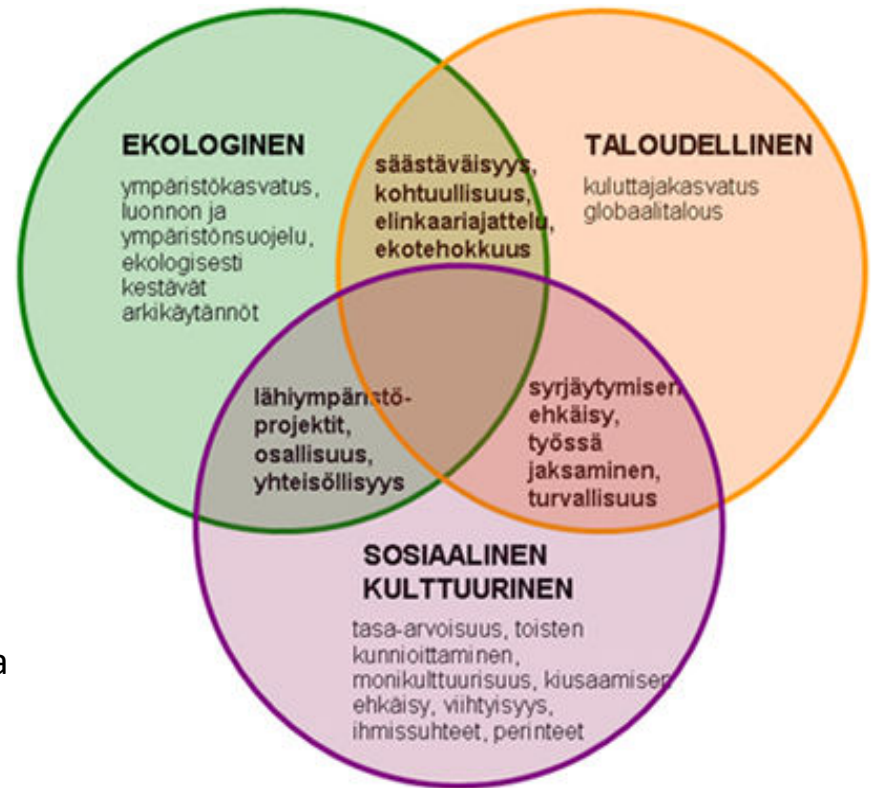 EKOLOGINEN
ympäristökasvatus,
luonnon ja
ympäristönsuojelu,
ekologisesti
kestävät
arkikäytännöt
säästäväisyys,
kohtuullisuus,
elinkaariajattelu,
ekotehokkuus
TALOUDELLINEN
kuluttajakasvatus
globaalitalous
lähiympäristö-
projektit,
osallisuus,
yhteisöllisyys
syrjäytymisen
ehkäisy,
työssä
jaksaminen,
turvallisuus
SOSIAALINEN
KULTTUURINEN
tasa-arvoisuus, toisten
kunnioittaminen,
monikulttuurisuus, kiusaamisen
ehkäisy, viihtyisyys,
ihmissuhteet, perinteet
a